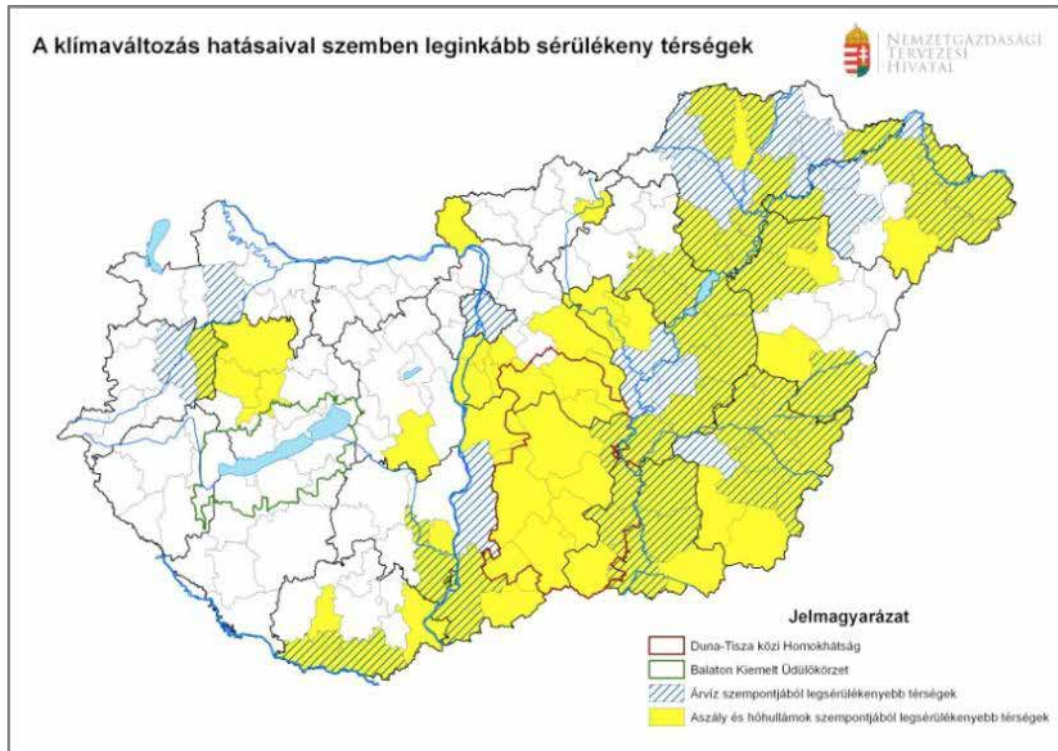 A klímaváltozás hatásaival szemben leginkább sérülékeny térségek
NEMZETGAZDASÁGI
TERVEZÉSI
HIVATAL
Jelmagyarázat
Duna-Tisza közi Homokhátság
Balaton Kiemelt Üdülőkörzet
Árvíz szempontjából legsérülékenyebb térségek
Aszály és hőhullámok szempontjából legsérülékenyebb térségek